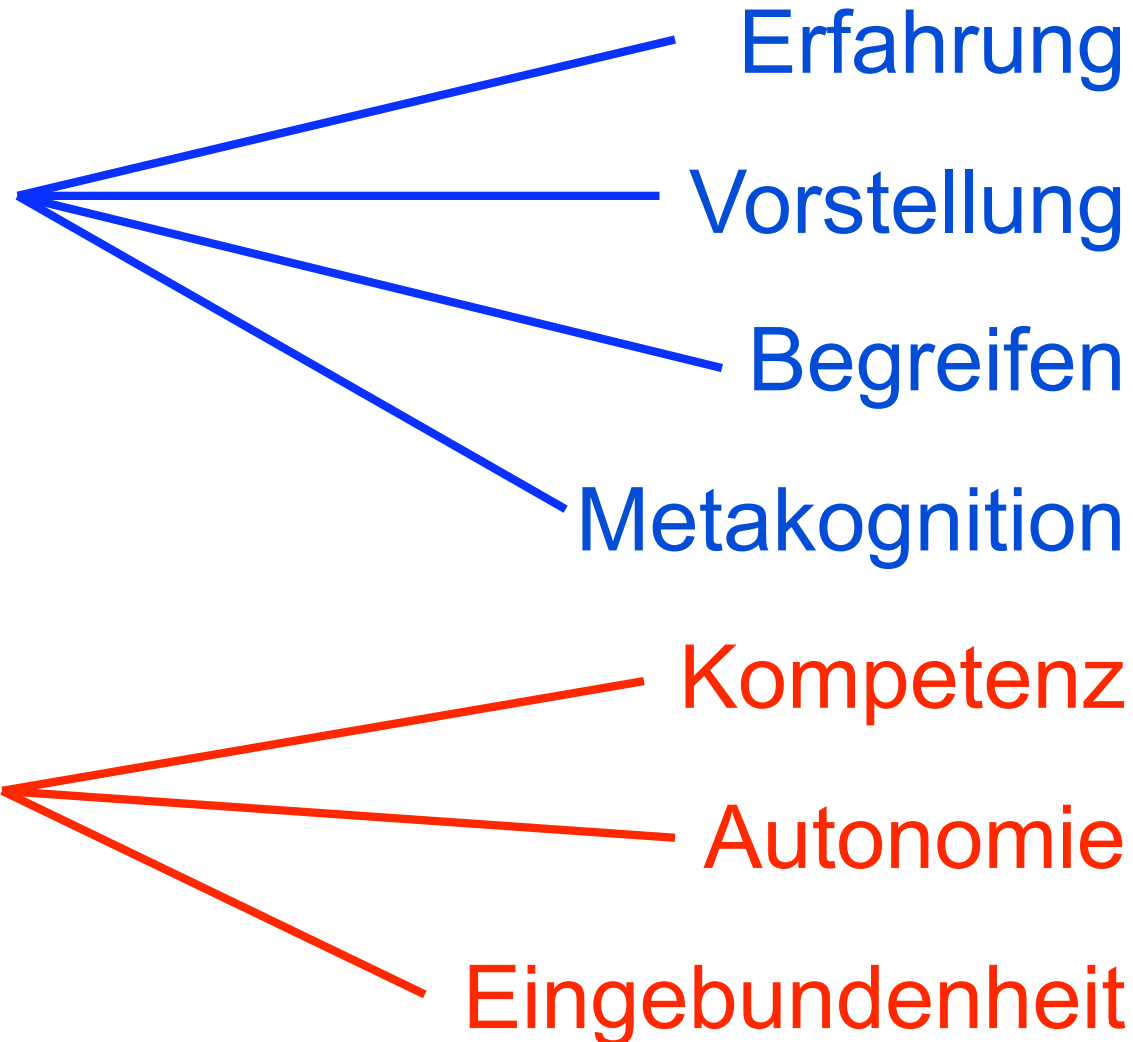 Erfahrung
Vorstellung
Begreifen
Metakognition
Kompetenz
Autonomie
Eingebundenheit